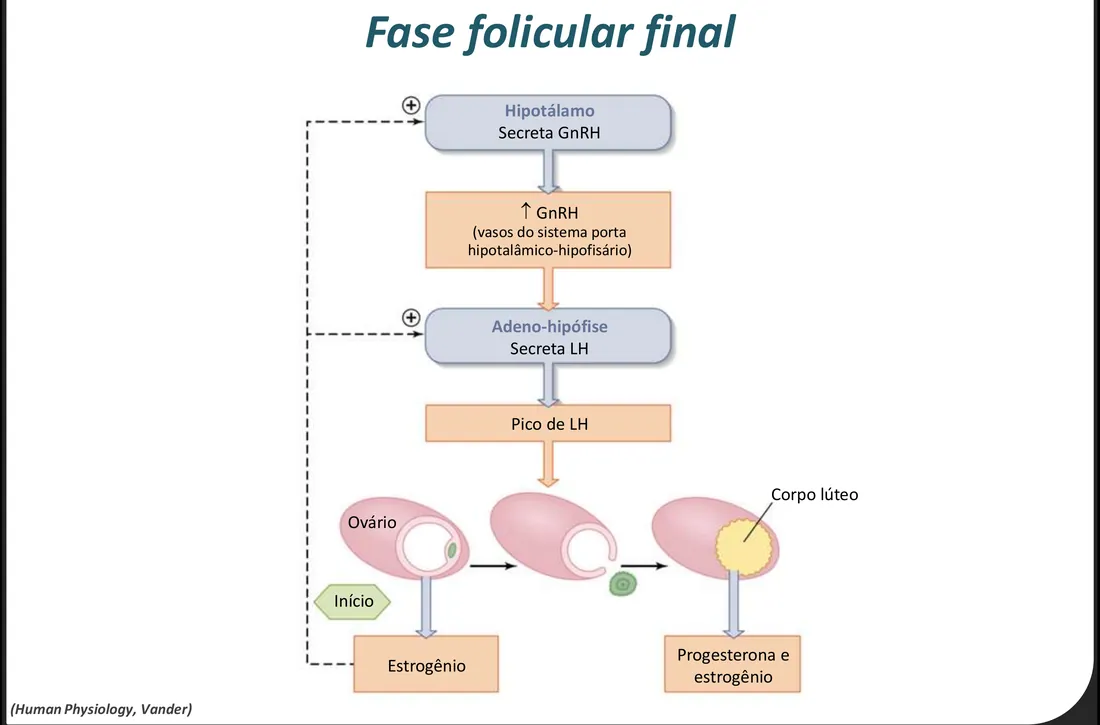 Fase folicular final
Hipotálamo
Secreta GnRH
↑ GnRH
(vasos do sistema porta
hipotalâmico-hipofisário)
Adeno-hipófise
Secreta LH
Pico de LH
Corpo lúteo
Ovário
Início
Estrogênio
Progesterona e
estrogênio
(Human Physiology, Vander)